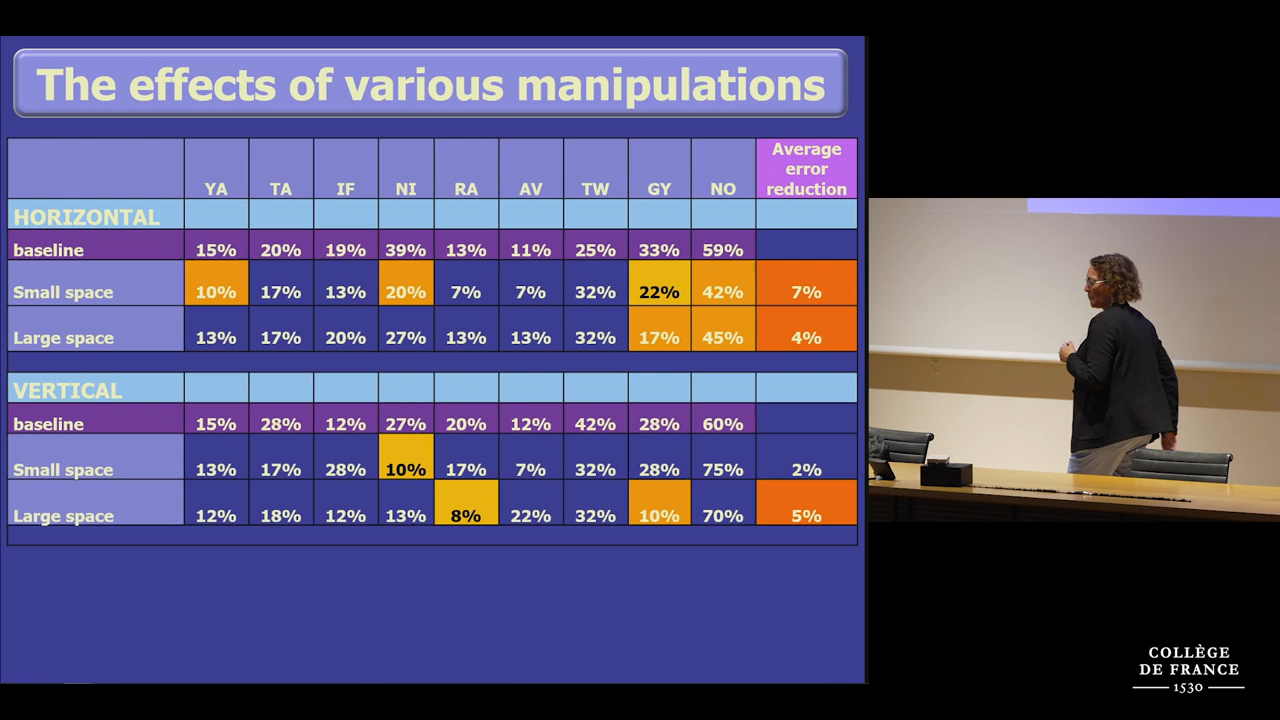 The effects of various manipulations
YA TA IF NI RA AV TW GY NO Average error reduction
HORIZONTAL
baseline 15% 20% 19% 39% 13% 11% 25% 33% 59%
Small space 10% 17% 13% 20% 7% 7% 32% 22% 42% 7%
Large space 13% 17% 20% 27% 13% 13% 32% 17% 45% 4%
VERTICAL
baseline 15% 28% 12% 27% 20% 12% 42% 28% 60%
Small space 13% 17% 28% 10% 17% 7% 32% 28% 75% 2%
Large space 12% 18% 12% 13% 8% 22% 32% 10% 70% 5%
COLLÈGE
DE FRANCE
1530